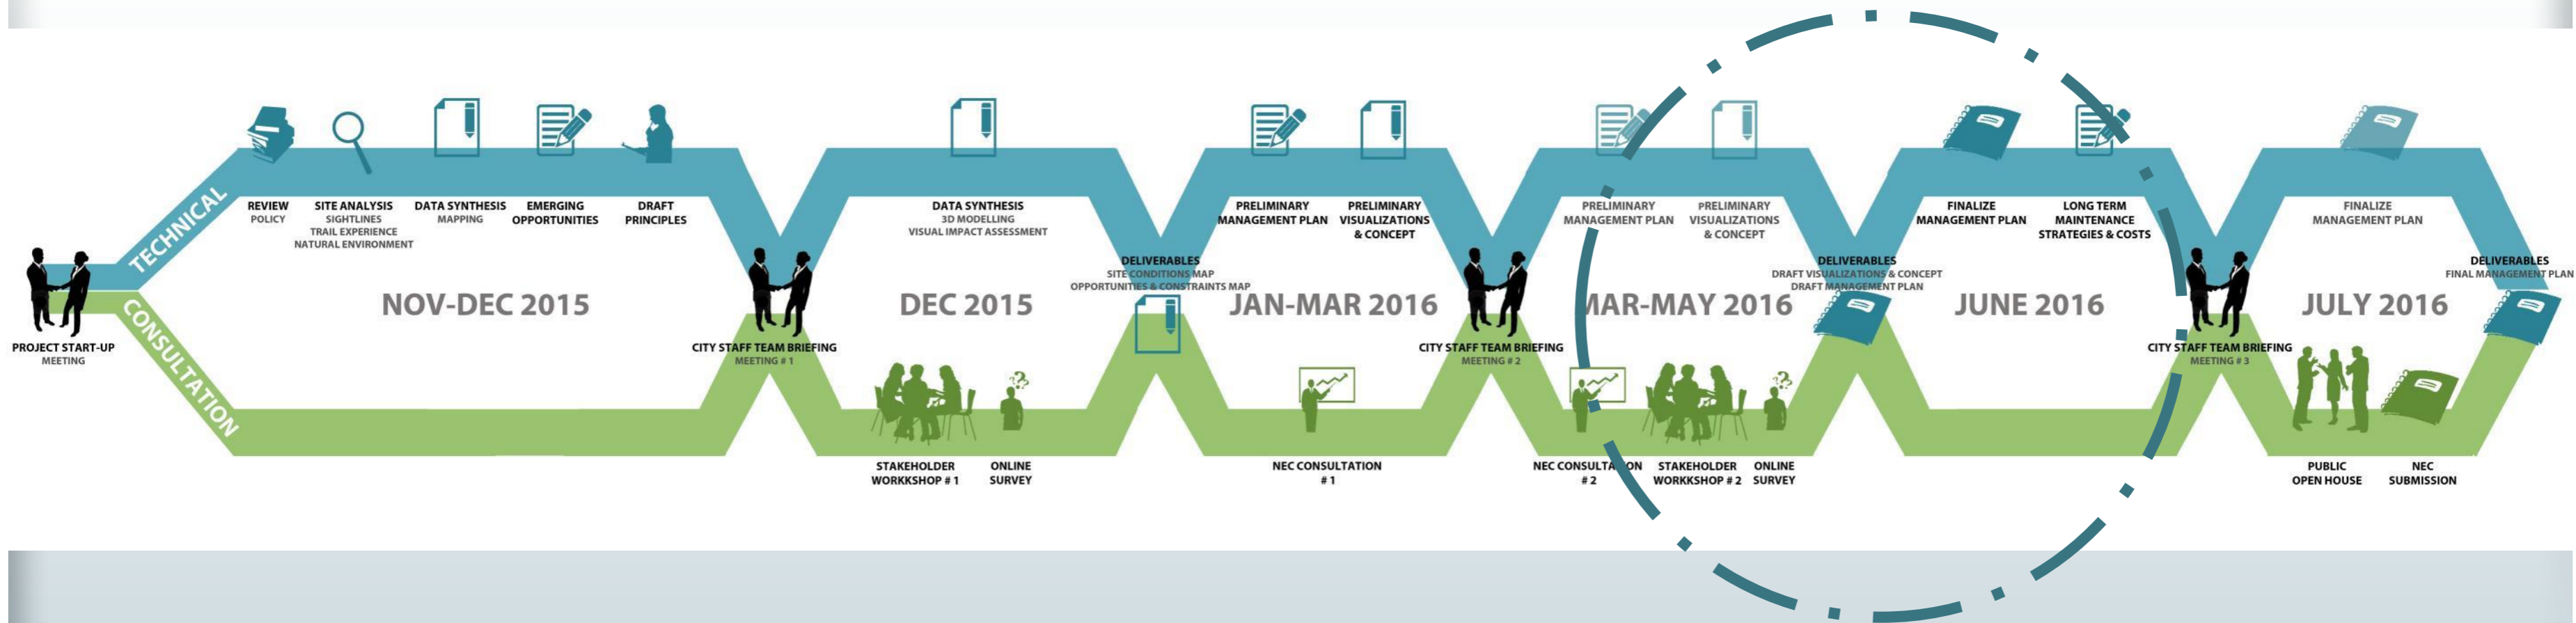 TECHNICAL
CONSULTATION
PROJECT START-UP
MEETING
REVIEW
POLICY
SITE ANALYSIS
SIGHTLINES
TRAIL EXPERIENCE
NATURAL ENVIRONMENT
DATA SYNTHESIS
MAPPING
EMERGING
OPPORTUNITIES
DRAFT
PRINCIPLES
NOV-DEC 2015
CITY STAFF TEAM BRIEFING
MEETING # 1
DATA SYNTHESIS
3D MODELLING
VISUAL IMPACT ASSESSMENT
DEC 2015
STAKEHOLDER
WORKKSHOP # 1
ONLINE
SURVEY
DELIVERABLES
SITE CONDITIONS MAP
OPPORTUNITIES & CONSTRAINTS MAP
PRELIMINARY
MANAGEMENT PLAN
PRELIMINARY
VISUALIZATIONS
& CONCEPT
JAN-MAR 2016
NEC CONSULTATION
# 1
CITY STAFF TEAM BRIEFING
MEETING # 2
PRELIMINARY
MANAGEMENT PLAN
PRELIMINARY
VISUALIZATIONS
& CONCEPT
MAR-MAY 2016
NEC CONSULTATION
# 2
STAKEHOLDER
WORKKSHOP # 2
ONLINE
SURVEY
DELIVERABLES
DRAFT VISUALIZATIONS & CONCEPT
DRAFT MANAGEMENT PLAN
FINALIZE
MANAGEMENT PLAN
LONG TERM
MAINTENANCE
STRATEGIES & COSTS
JUNE 2016
CITY STAFF TEAM BRIEFING
MEETING # 3
FINALIZE
MANAGEMENT PLAN
JULY 2016
PUBLIC
OPEN HOUSE
NEC
SUBMISSION
DELIVERABLES
FINAL MANAGEMENT PLAN